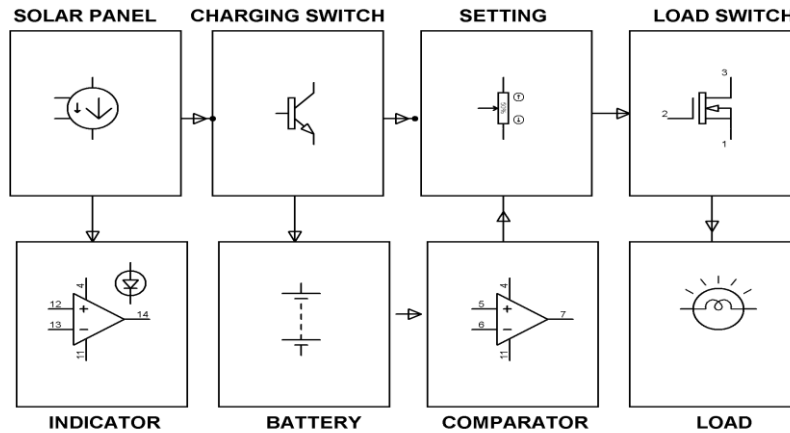 SOLAR PANEL CHARGING SWITCH SETTING LOAD SWITCH
3
50%
2
1
4 4
12 14 5 7
13 6
11 11
INDICATOR BATTERY COMPARATOR LOAD